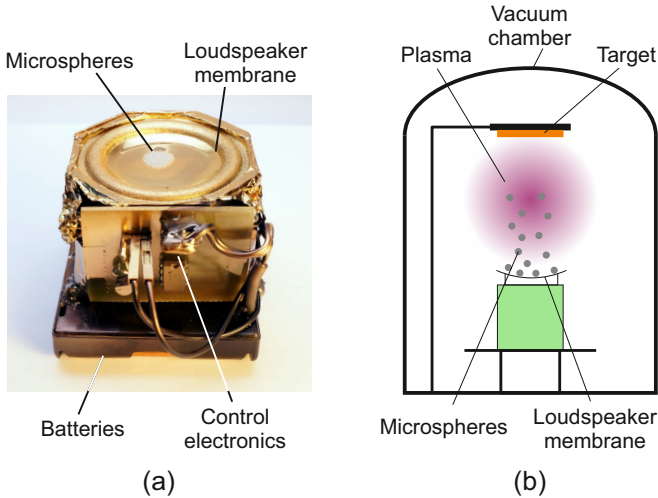 Microspheres
Loudspeaker
membrane
Batteries
Control
electronics
(a)
Vacuum
chamber
Plasma
Target
Microspheres
Loudspeaker
membrane
(b)